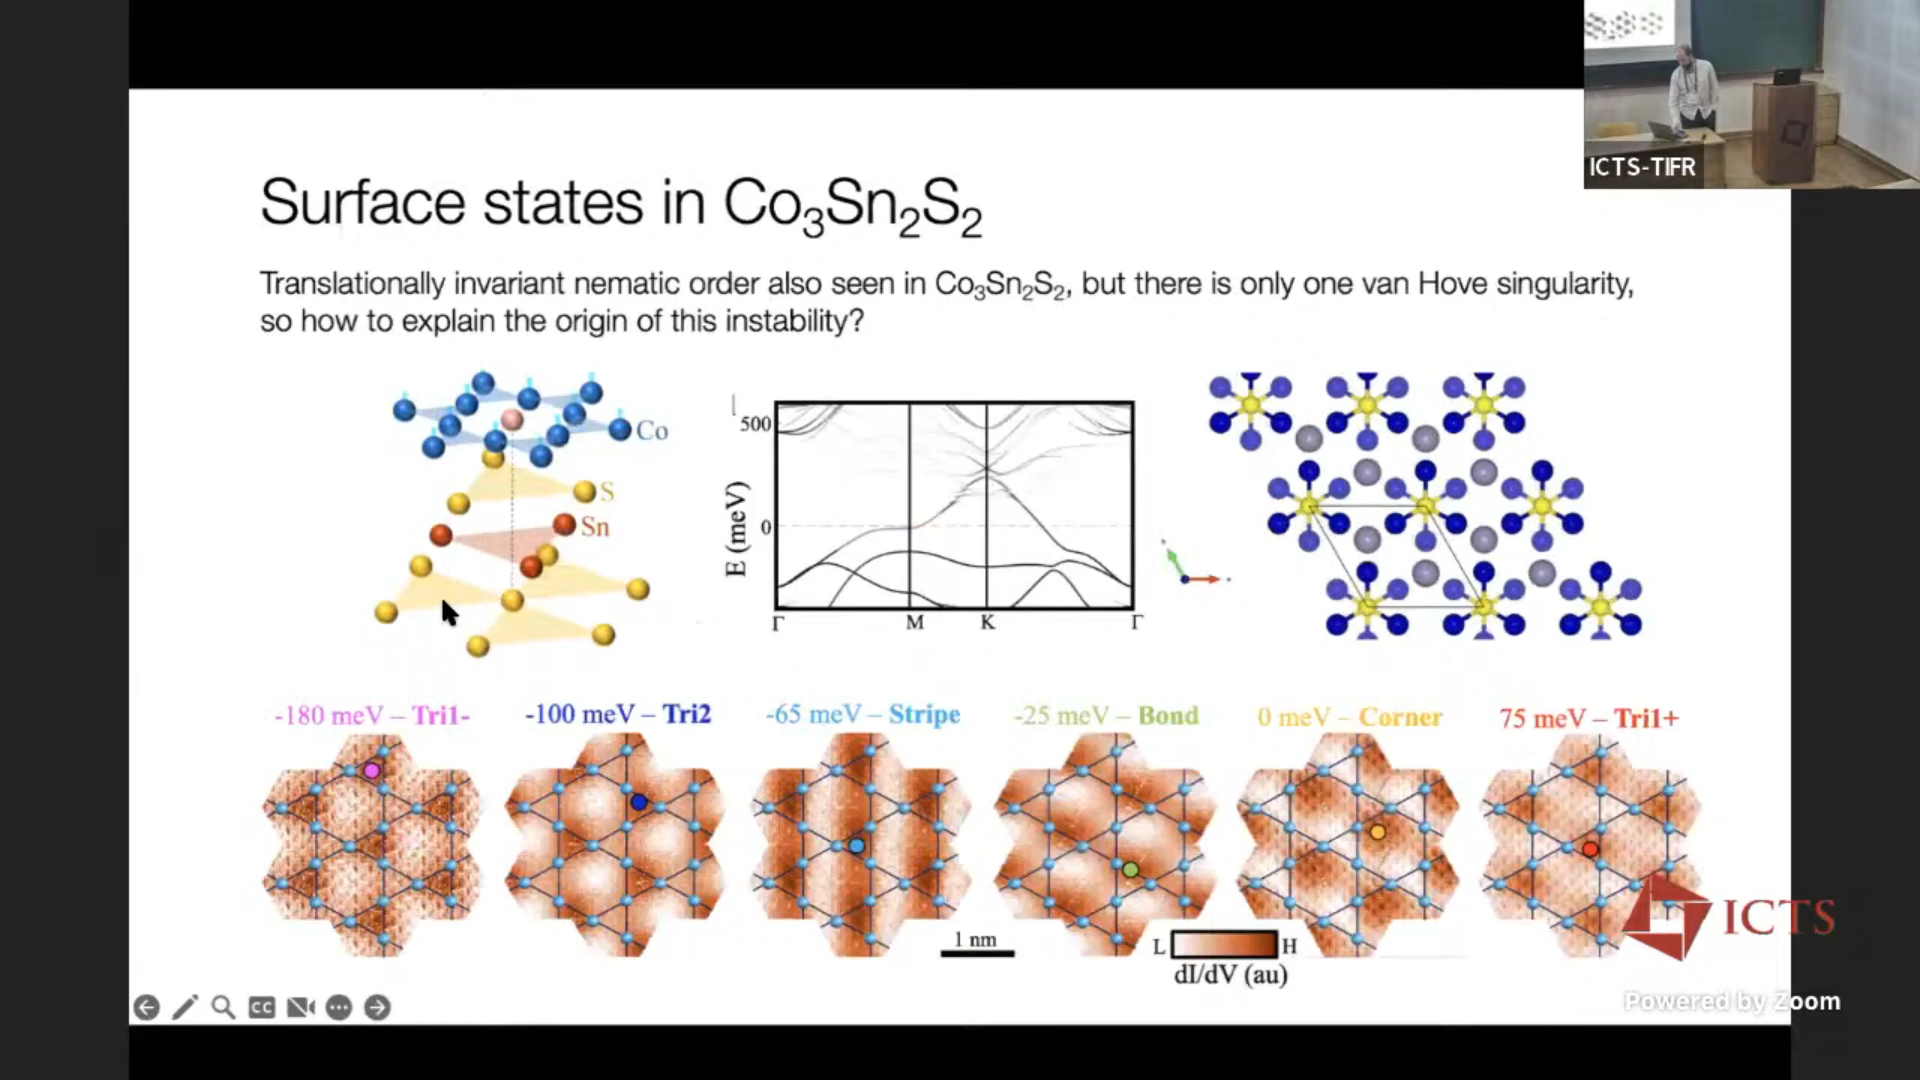 ICTS-TIFR
Surface states in Co₃Sn₂S₂
Translationally invariant nematic order also seen in Co₃Sn₂S₂, but there is only one van Hove singularity,
so how to explain the origin of this instability?
Co
S
Sn
500
0
E (meV)
Γ M K Γ
-180 meV – Tri1-
-100 meV – Tri2
-65 meV – Stripe
-25 meV – Bond
0 meV – Corner
75 meV – Tri1+
1 nm
L H
dI/dV (au)
ICTS
CC
Powered by Zoom